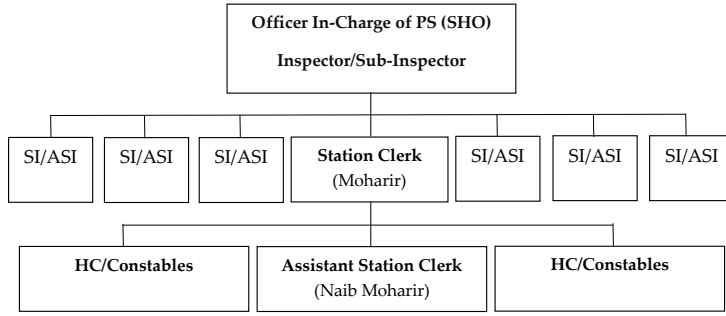 Officer In-Charge of PS (SHO)
Inspector/Sub-Inspector
SI/ASI
SI/ASI
SI/ASI
Station Clerk
(Moharir)
SI/ASI
SI/ASI
SI/ASI
HC/Constables
Assistant Station Clerk
(Naib Moharir)
HC/Constables